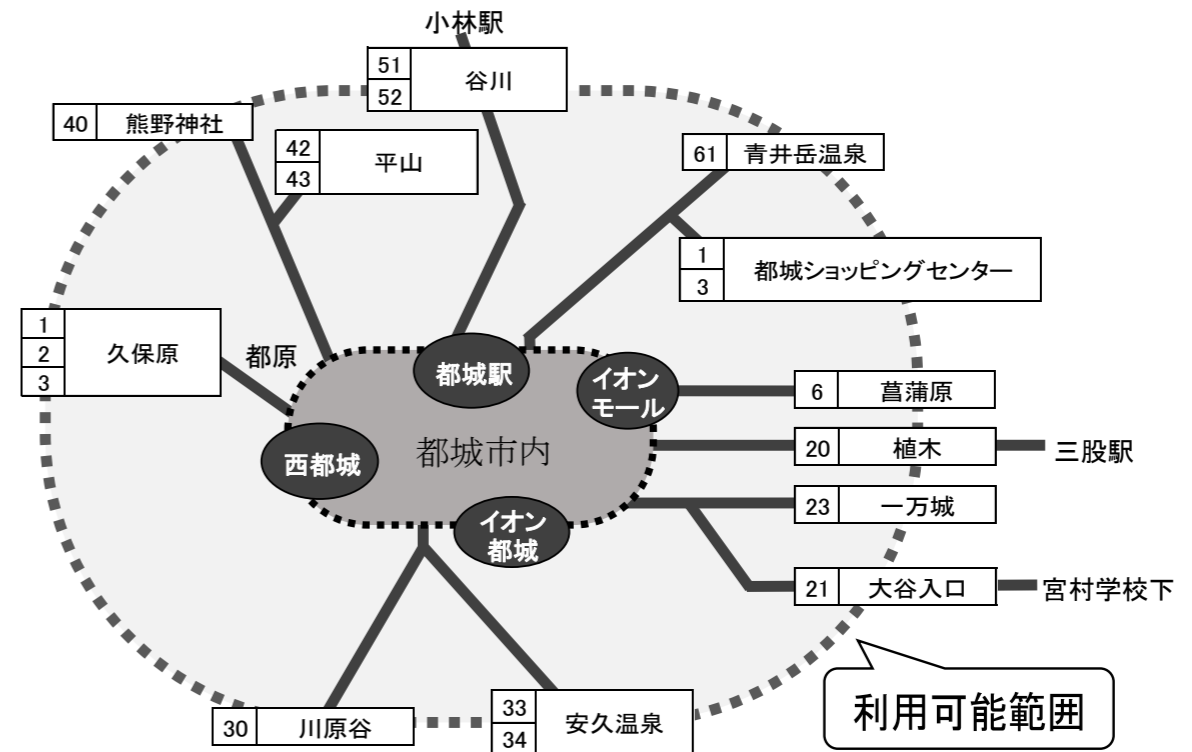 小林駅
51
52
谷川
40
熊野神社
42
43
平山
61
青井岳温泉
1
3
都城ショッピングセンター
1
2
3
久保原
都原
都城駅
イオン
モール
6
菖蒲原
西都城
都城市内
20
植木
三股駅
23
一万城
イオン
都城
21
大谷入口
宮村学校下
30
川原谷
33
34
安久温泉
利用可能範囲